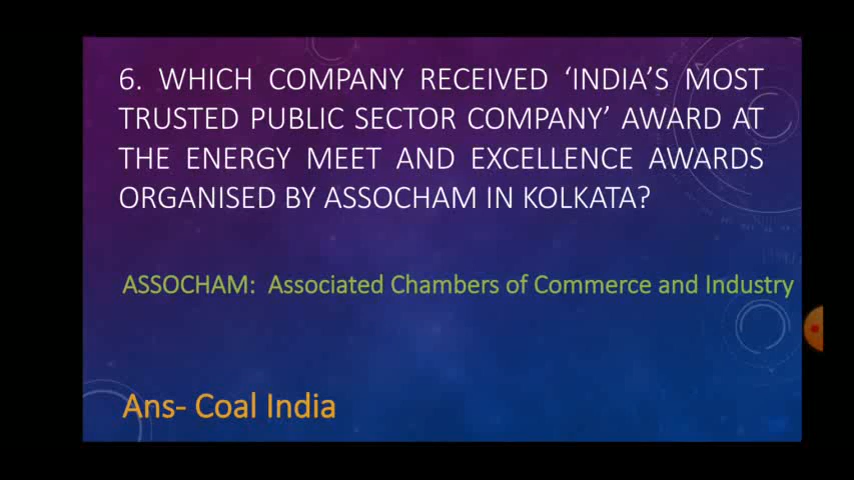 6. WHICH COMPANY RECEIVED ‘INDIA’S MOST
TRUSTED PUBLIC SECTOR COMPANY’ AWARD AT
THE ENERGY MEET AND EXCELLENCE AWARDS
ORGANISED BY ASSOCHAM IN KOLKATA?
ASSOCHAM: Associated Chambers of Commerce and Industry
Ans- Coal India